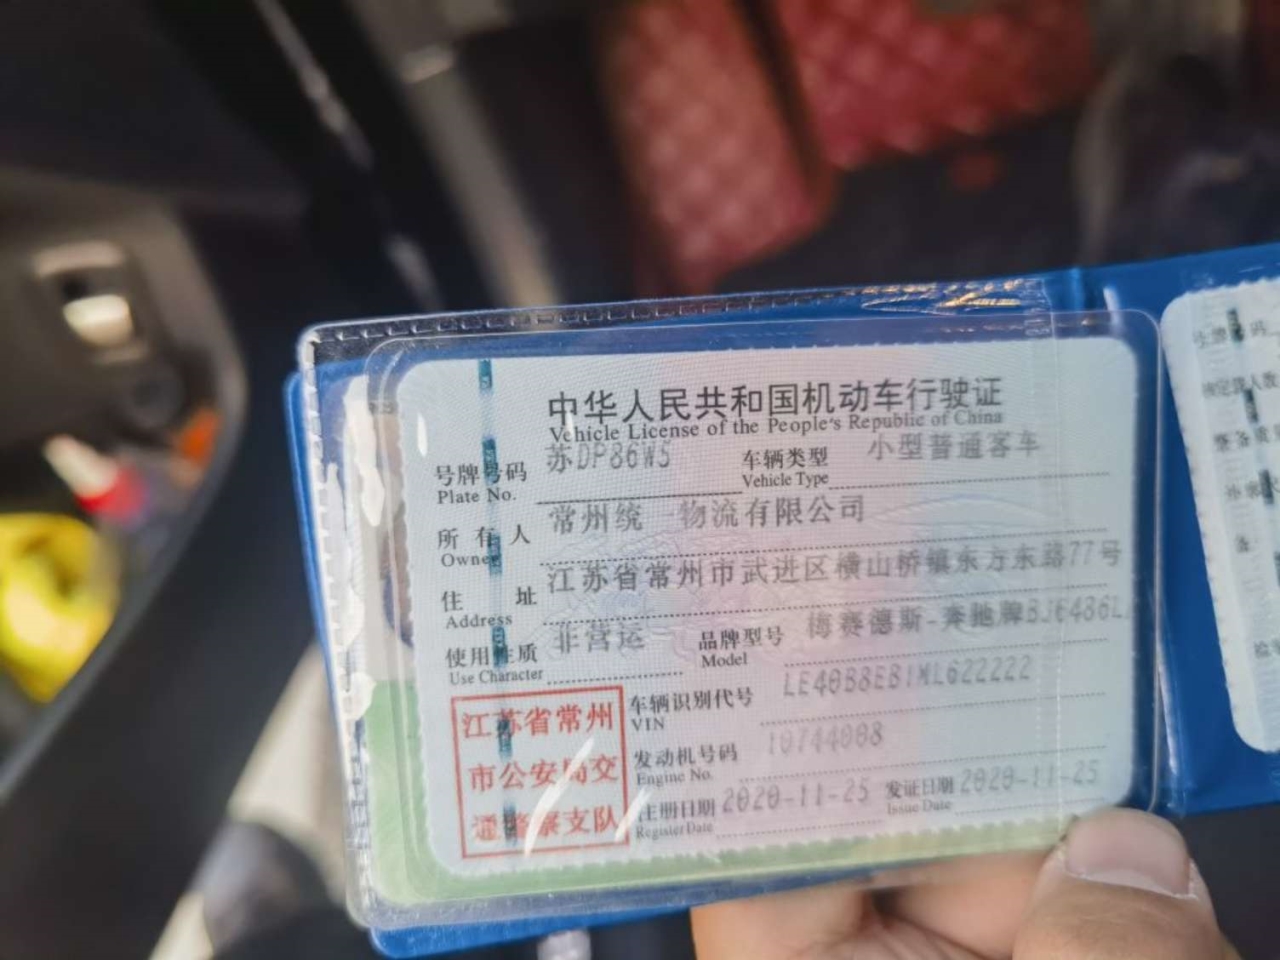 中华人民共和国机动车行驶证
Vehicle License of the People's Republic of China
号牌号码 苏DP86W5 车辆类型 小型普通客车
Plate No. Vehicle Type
所有人 常州统一物流有限公司
Owner
住址 江苏省常州市武进区横山桥镇东方东路77号
Address
使用性质 非营运 品牌型号 梅赛德斯-奔驰牌BJ6486L
Use Character Model
车辆识别代号 LE40B8EB1ML622222
VIN
发动机号码 10744008
Engine No.
注册日期 2020-11-25 发证日期 2020-11-25
Register Date Issue Date
江苏省常州
市公安局交
通警察支队